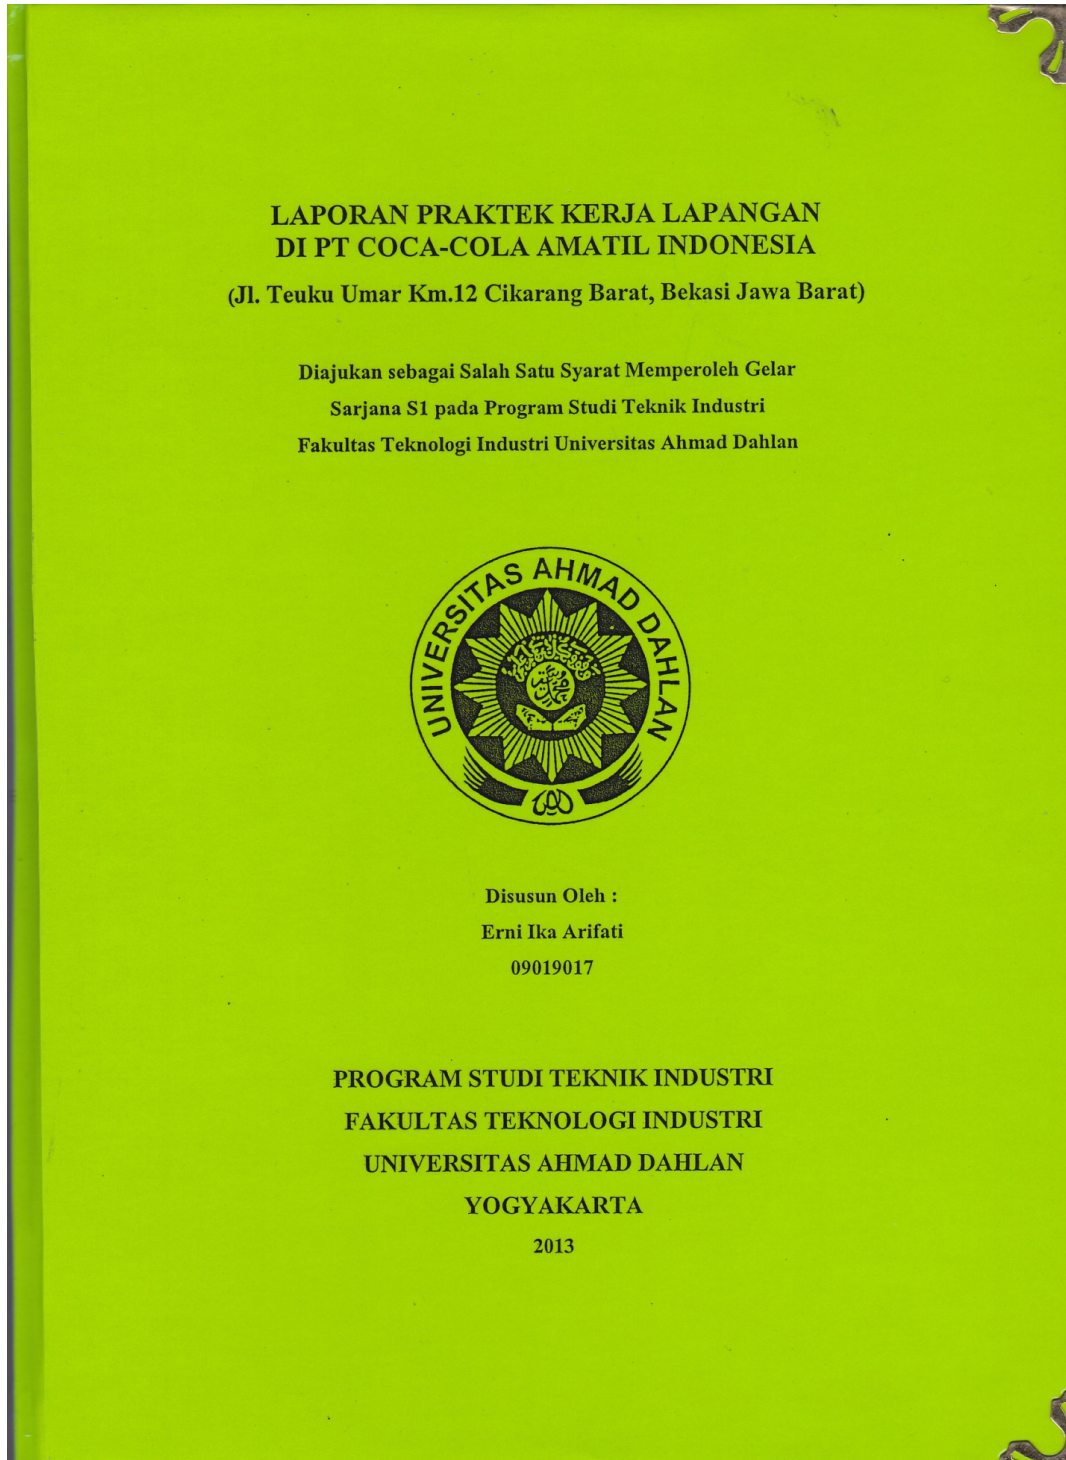 LAPORAN PRAKTEK KERJA LAPANGAN
DI PT COCA-COLA AMATIL INDONESIA
(Jl. Teuku Umar Km.12 Cikarang Barat, Bekasi Jawa Barat)
Diajukan sebagai Salah Satu Syarat Memperoleh Gelar
Sarjana S1 pada Program Studi Teknik Industri
Fakultas Teknologi Industri Universitas Ahmad Dahlan
UNIVERSITAS AHMAD DAHLAN
Disusun Oleh :
Erni Ika Arifati
09019017
PROGRAM STUDI TEKNIK INDUSTRI
FAKULTAS TEKNOLOGI INDUSTRI
UNIVERSITAS AHMAD DAHLAN
YOGYAKARTA
2013